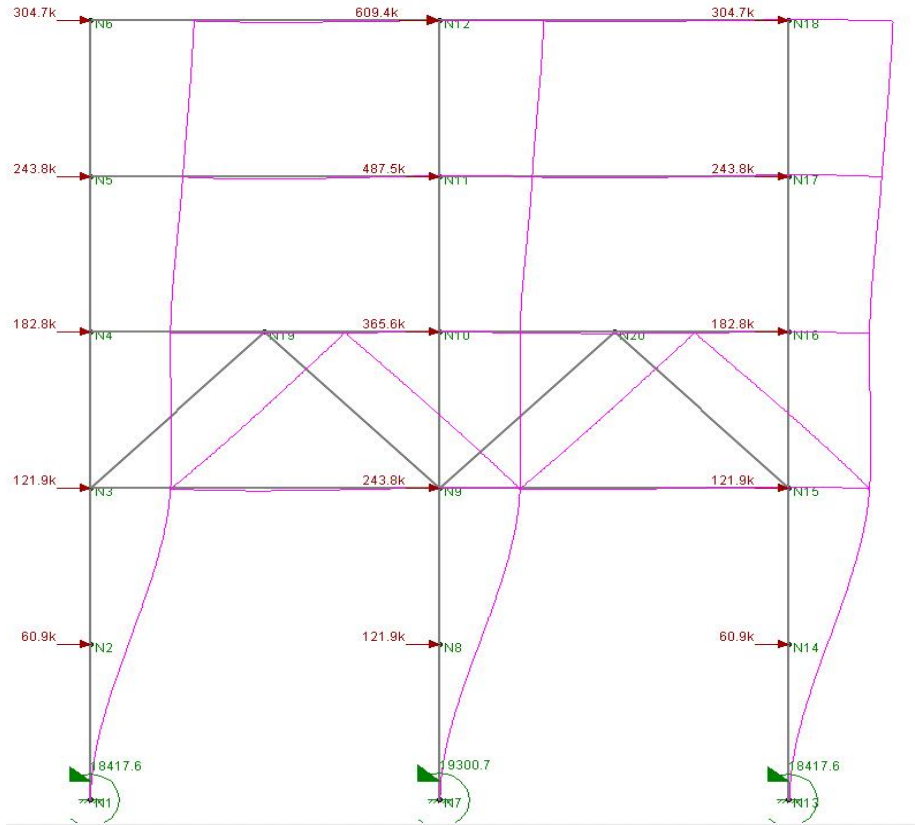 304.7k 609.4k 304.7k
N6 N12 N18
243.8k 487.5k 243.8k
N5 N11 N17
182.8k 365.6k 182.8k
N4 N19 N10 N20 N16
121.9k 243.8k 121.9k
N3 N9 N15
60.9k 121.9k 60.9k
N2 N8 N14
18417.6 19300.7 18417.6
N1 N7 N13